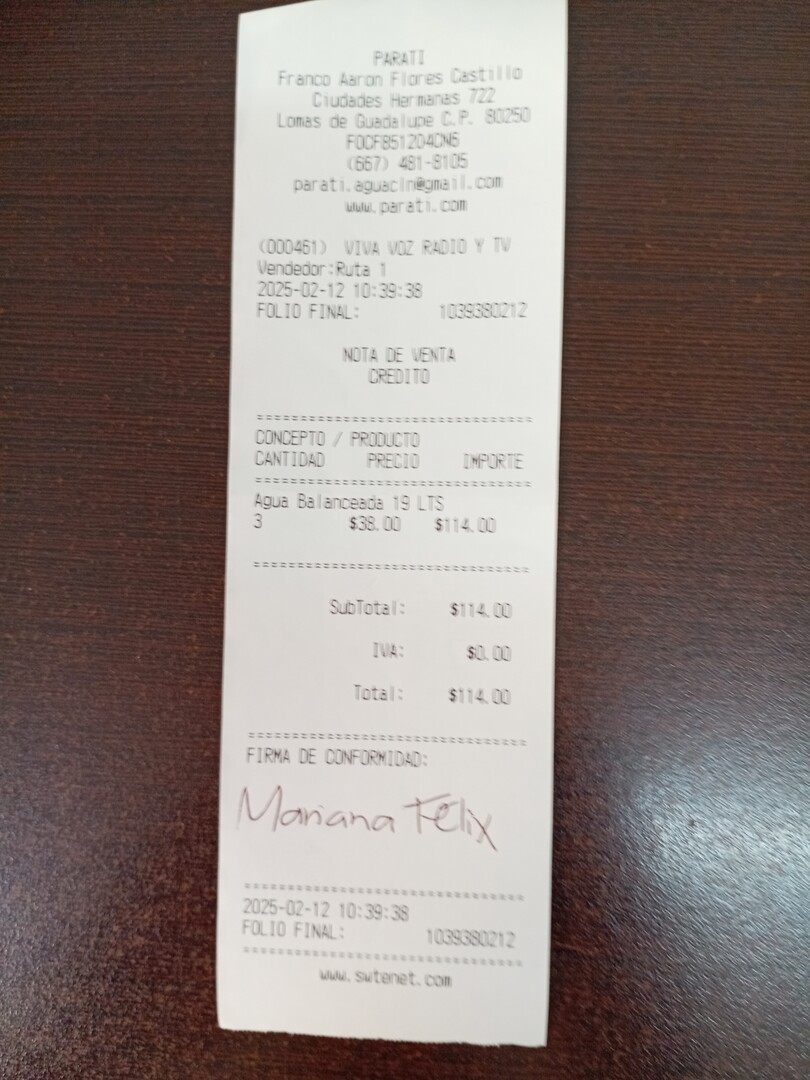 PARATI
Franco Aaron Flores Castillo
Ciudades Hermanas 722
Lomas de Guadalupe C.P. 80250
FOCF851204CN6
(667) 481-8105
parati.aguacln@gmail.com
www.parati.com
(000461) VIVA VOZ RADIO Y TV
Vendedor:Ruta 1
2025-02-12 10:39:38
FOLIO FINAL: 1039380212
NOTA DE VENTA
CREDITO
================================
CONCEPTO / PRODUCTO
CANTIDAD PRECIO IMPORTE
================================
Agua Balanceada 19 LTS
3 $38.00 $114.00
================================
SubTotal: $114.00
IVA: $0.00
Total: $114.00
================================
FIRMA DE CONFORMIDAD:
Mariana Félix
================================
2025-02-12 10:39:38
FOLIO FINAL: 1039380212
================================
www.swtenet.com